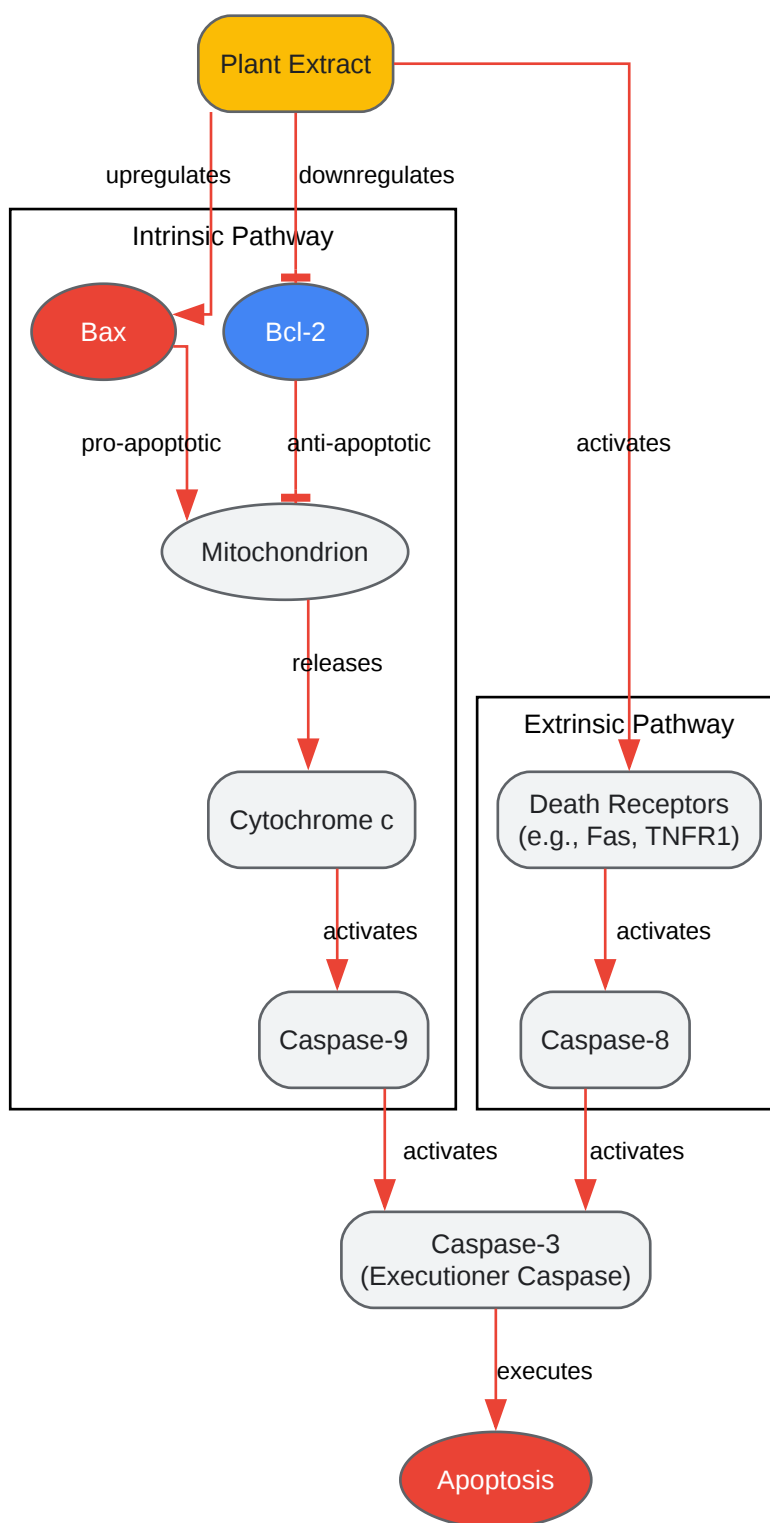 Plant Extract
upregulates
downregulates
Intrinsic Pathway
Bax
Bcl-2
pro-apoptotic
anti-apoptotic
activates
Mitochondrion
releases
Extrinsic Pathway
Cytochrome c
Death Receptors
(e.g., Fas, TNFR1)
activates
activates
Caspase-9
Caspase-8
activates
activates
Caspase-3
(Executioner Caspase)
executes
Apoptosis